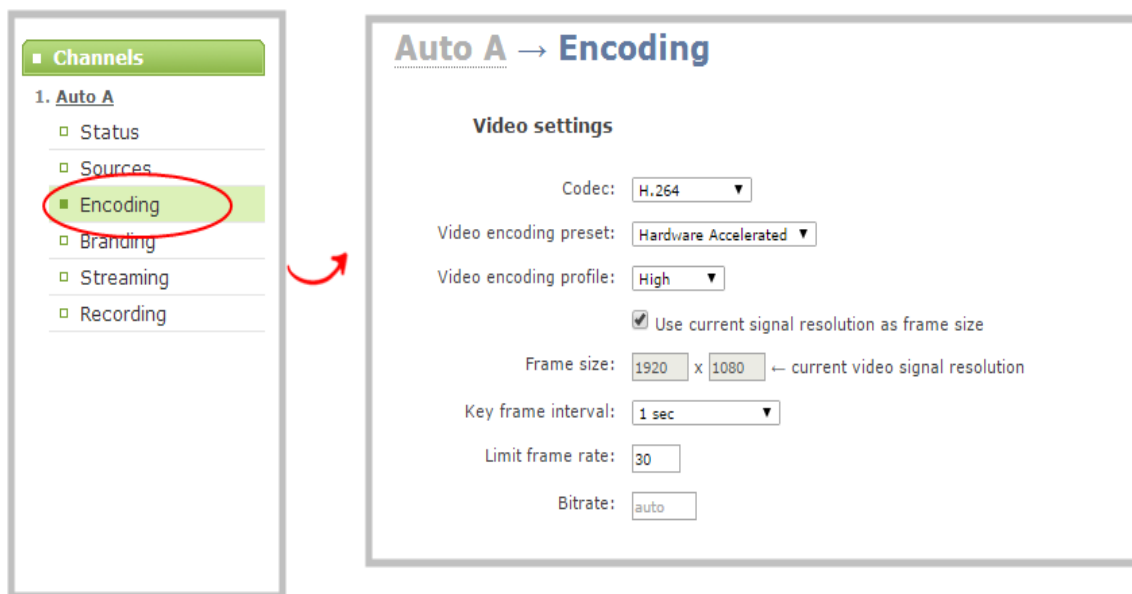 Channels
1. Auto A
Status
Sources
Encoding
Branding
Streaming
Recording
Auto A → Encoding
Video settings
Codec: H.264
Video encoding preset: Hardware Accelerated
Video encoding profile: High
Use current signal resolution as frame size
Frame size: 1920 x 1080 ← current video signal resolution
Key frame interval: 1 sec
Limit frame rate: 30
Bitrate: auto